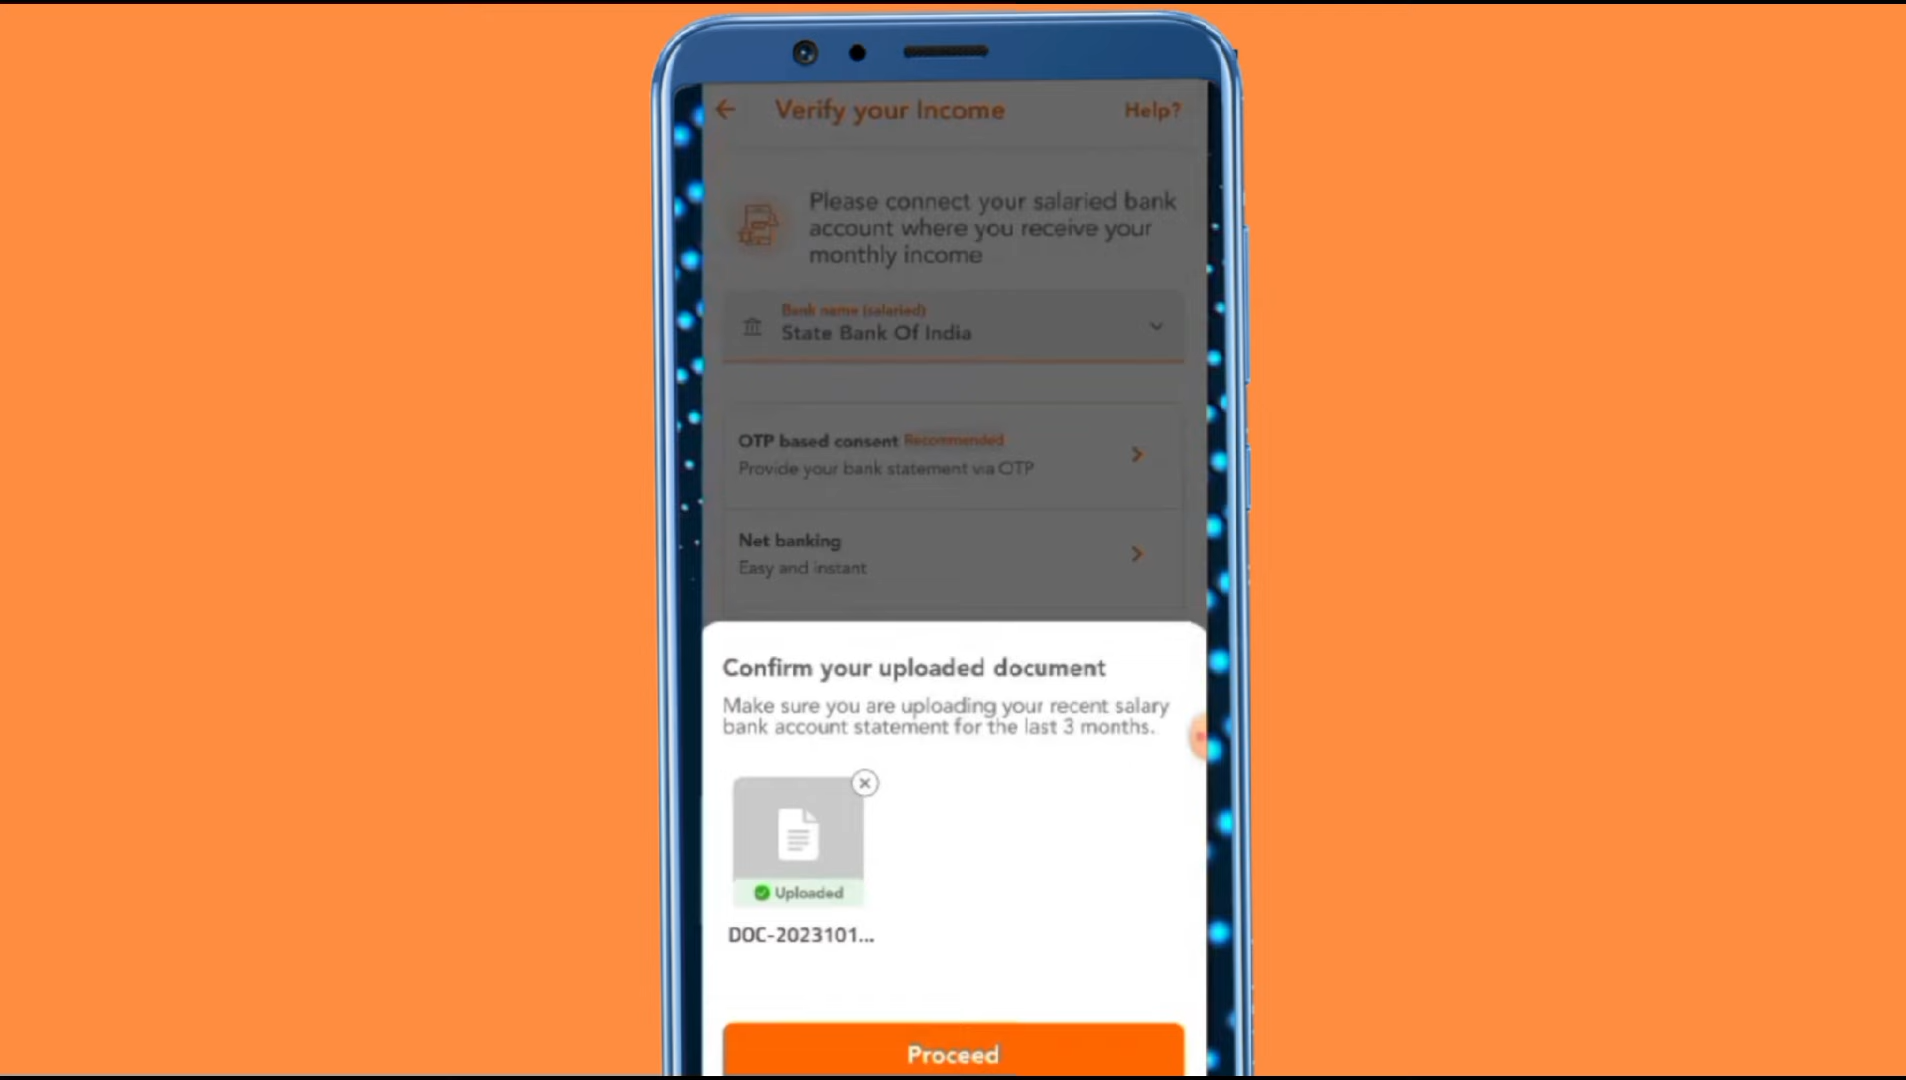 Verify your Income
Help?
Please connect your salaried bank
account where you receive your
monthly income
Bank name (salaried)
State Bank Of India
OTP based consent Recommended
Provide your bank statement via OTP
Net banking
Easy and instant
Confirm your uploaded document
Make sure you are uploading your recent salary
bank account statement for the last 3 months.
Uploaded
DOC-2023101...
Proceed